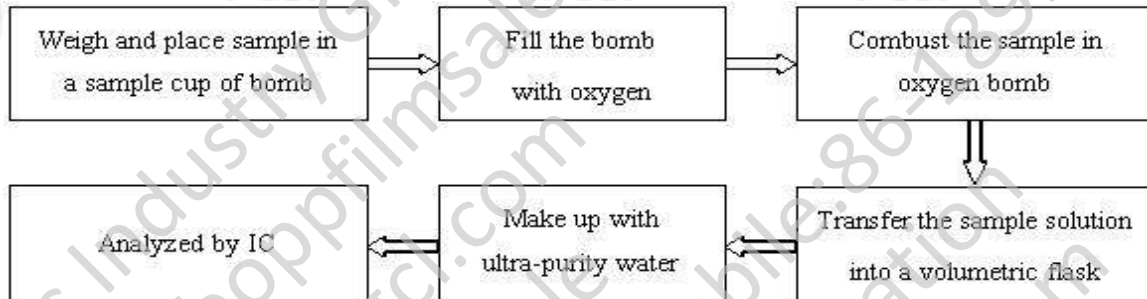 Weigh and place sample in
a sample cup of bomb
Fill the bomb
with oxygen
Combust the sample in
oxygen bomb
Transfer the sample solution
into a volumetric flask
Make up with
ultra-purity water
Analyzed by IC